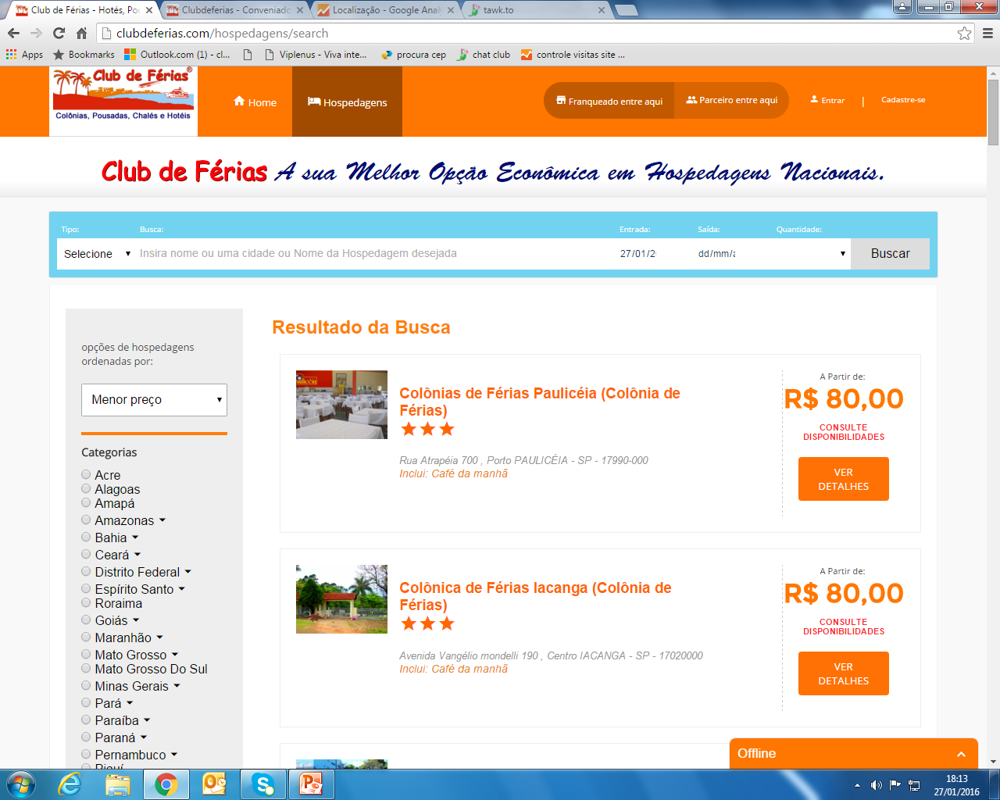 Club de Férias - Hotés, Pou
Clubdeferias - Conveniado
Localização - Google Anal
tawk.to
clubdeferias.com/hospedagens/search
Apps
Bookmarks
Outlook.com (1) - cl...
Viplenus - Viva inte...
procura cep
chat club
controle visitas site ...
Club de Férias®
Colônias, Pousadas, Chalés e Hotéis
Home
Hospedagens
Franqueado entre aqui
Parceiro entre aqui
Entrar
|
Cadastre-se
Club de Férias A sua Melhor Opção Econômica em Hospedagens Nacionais.
Tipo:
Busca:
Entrada:
Saída:
Quantidade:
Selecione
Insira nome ou uma cidade ou Nome da Hospedagem desejada
27/01/2
dd/mm/a
Buscar
opções de hospedagens
ordenadas por:
Menor preço
Categorias
Acre
Alagoas
Amapá
Amazonas
Bahia
Ceará
Distrito Federal
Espírito Santo
Roraima
Goiás
Maranhão
Mato Grosso
Mato Grosso Do Sul
Minas Gerais
Pará
Paraíba
Paraná
Pernambuco
Piauí
Resultado da Busca
Colônias de Férias Paulicéia (Colônia de
Férias)
Rua Atrapéia 700 , Porto PAULICÉIA - SP - 17990-000
Inclui: Café da manhã
A Partir de:
R$ 80,00
CONSULTE
DISPONIBILIDADES
VER
DETALHES
Colônica de Férias Iacanga (Colônia de
Férias)
Avenida Vangélio mondelli 190 , Centro IACANGA - SP - 17020000
Inclui: Café da manhã
A Partir de:
R$ 80,00
CONSULTE
DISPONIBILIDADES
VER
DETALHES
Offline
18:13
27/01/2016